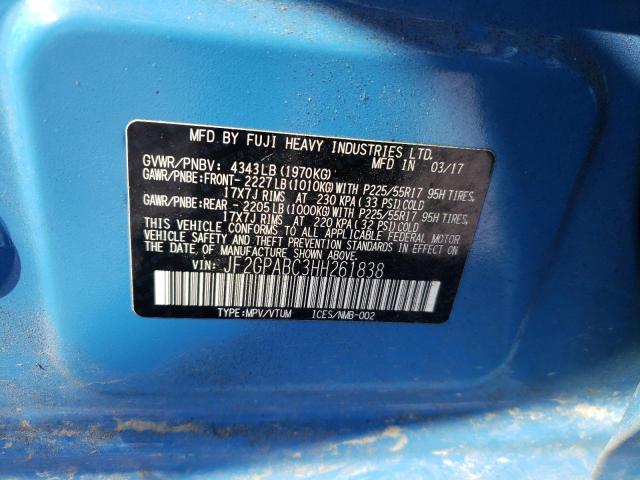 MFD BY FUJI HEAVY INDUSTRIES LTD.
MFD IN 03/17
GVWR/PNBV: 4343LB (1970KG)
GAWR/PNBE:FRONT- 2227LB (1010KG) WITH P225/55R17 95H TIRES,
17X7J RIMS AT 230 KPA ( 33 PSI) COLD
GAWR/PNBE:REAR - 2205LB (1000KG) WITH P225/55R17 95H TIRES,
17X7J RIMS AT 220 KPA ( 32 PSI) COLD
THIS VEHICLE CONFORMS TO ALL APPLICABLE FEDERAL MOTOR
VEHICLE SAFETY AND THEFT PREVENTION STANDARDS IN EFFECT
ON THE DATE OF MANUFACTURE SHOWN ABOVE.
VIN: JF2GPABC3HH261838
TYPE:MPV/VTUM ICES/NMB-002